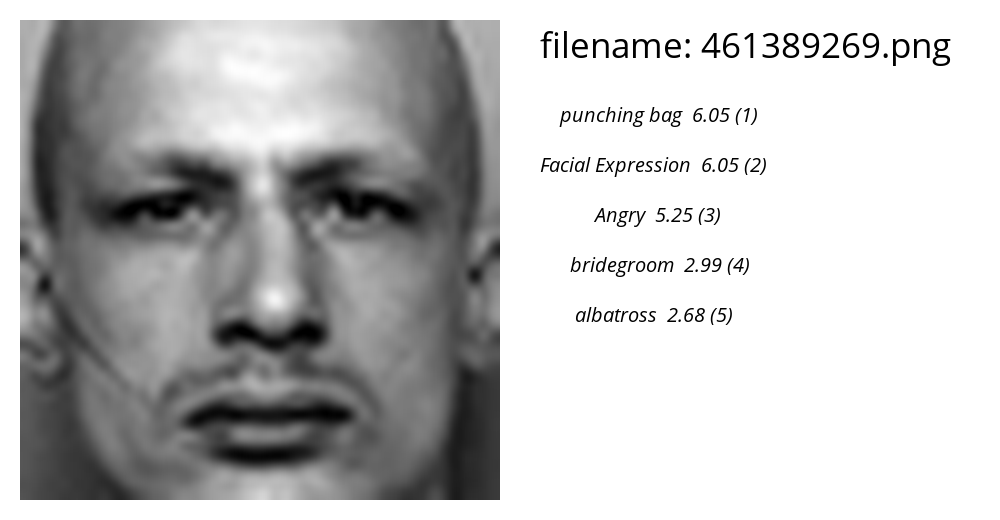 filename: 461389269.png
punching bag 6.05 (1)
Facial Expression 6.05 (2)
Angry 5.25 (3)
bridegroom 2.99 (4)
albatross 2.68 (5)